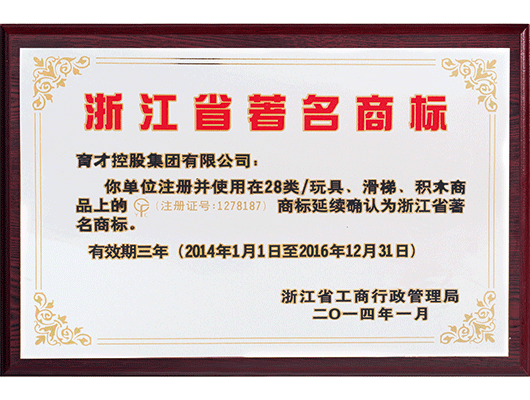 浙江省著名商标
育才控股集团有限公司：
你单位注册并使用在28类/玩具、滑梯、积木商
品上的 （注册证号:1278187） 商标延续确认为浙江省著
名商标。
有效期三年（2014年1月1日至2016年12月31日）
浙江省工商行政管理局
二〇一四年一月